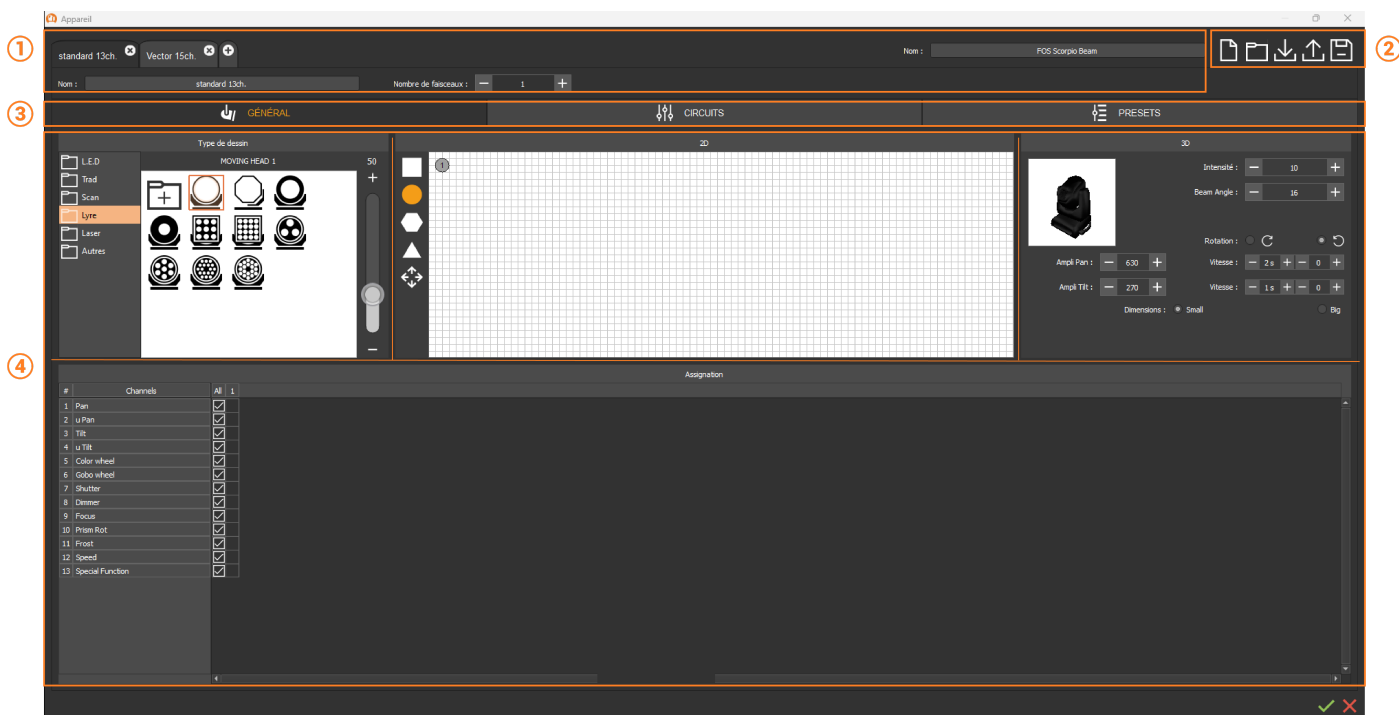 Appareil
1
standard 13ch.
Vector 15ch.
Nom :
FOS Scorpio Beam
2
Nom :
standard 13ch.
Nombre de faisceaux :
1
3
GÉNÉRAL
CIRCUITS
PRESETS
Type de dessin
2D
3D
L.E.D
Trad
Scan
Lyre
Laser
Autres
MOVING HEAD 1
50
1
Intensité :
10
Beam Angle :
16
Rotation :
Ampli Pan :
630
Vitesse :
2 s
0
Ampli Tilt :
270
Vitesse :
1 s
0
Dimensions :
Small
Big
4
Assignation
# Channels All 1
1 Pan
2 u Pan
3 Tilt
4 u Tilt
5 Color wheel
6 Gobo wheel
7 Shutter
8 Dimmer
9 Focus
10 Prism Rot
11 Frost
12 Speed
13 Special Function